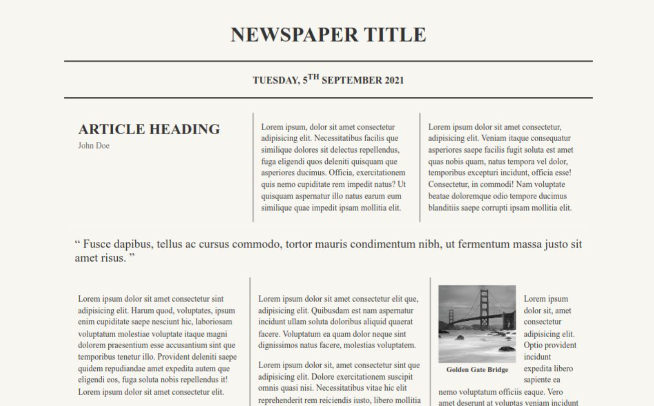 NEWSPAPER TITLE
TUESDAY, 5TH SEPTEMBER 2021
ARTICLE HEADING
John Doe
Lorem ipsum, dolor sit amet consectetur
adipisicing elit. Necessitatibus facilis que
similique dolores sit delectus repellendus,
fuga eligendi quos deleniti quisquam que
asperiores ducimus. Officia, exercitationem
quis nemo cupiditate rem impedit natus? Ut
quisquam aspernatur illo natus earum eum
similique quae impedit ipsam mollitia elit.
Lorem ipsum dolor sit amet consectetur,
adipisicing elit. Veniam itaque consequatur
asperiores saepe facilis fugit soluta est amet
quas nobis quam, natus tempora vel dolor,
temporibus excepturi incidunt, officia esse!
Consectetur, in commodi! Nam voluptate
beatae doloremque odio tempore ducimus
blanditiis saepe corrupti ipsam mollitia elit.
“ Fusce dapibus, tellus ac cursus commodo, tortor mauris condimentum nibh, ut fermentum massa justo sit
amet risus. ”
Lorem ipsum dolor sit amet consectetur sint
adipisicing elit. Harum quod, voluptates, ipsum
enim cupiditate saepe nesciunt hic, laboriosam
voluptatum molestiae voluptate itaque magni
dolorem praesentium esse accusantium sint que
temporibus tenetur illo. Provident deleniti saepe
quidem repudiandae amet expedita autem que
eligendi eos, fuga soluta nobis repellendus it!
Lorem ipsum dolor sit amet consectetur elit.
Lorem ipsum dolor sit amet consectetur elit que,
adipisicing elit. Quibusdam est nam aspernatur
incidunt ullam soluta doloribus aliquid quaerat
facere. Voluptatum ea quam dolor neque sint
dignissimos natus facere, molestias voluptatem.
Lorem ipsum dolor sit amet, consectetur sint que
adipisicing elit. Dolore exercitationem suscipit
omnis quasi nisi. Necessitatibus vitae hic elit
reprehenderit rem reiciendis iusto, libero mollitia
Golden Gate Bridge
Lorem ipsum
dolor sit amet,
consectetur
adipisicing elit.
Optio provident
incidunt
expedita libero
sapiente ea
nemo voluptatum officiis eaque. Vero
amet deserunt at voluptates veniam incidunt